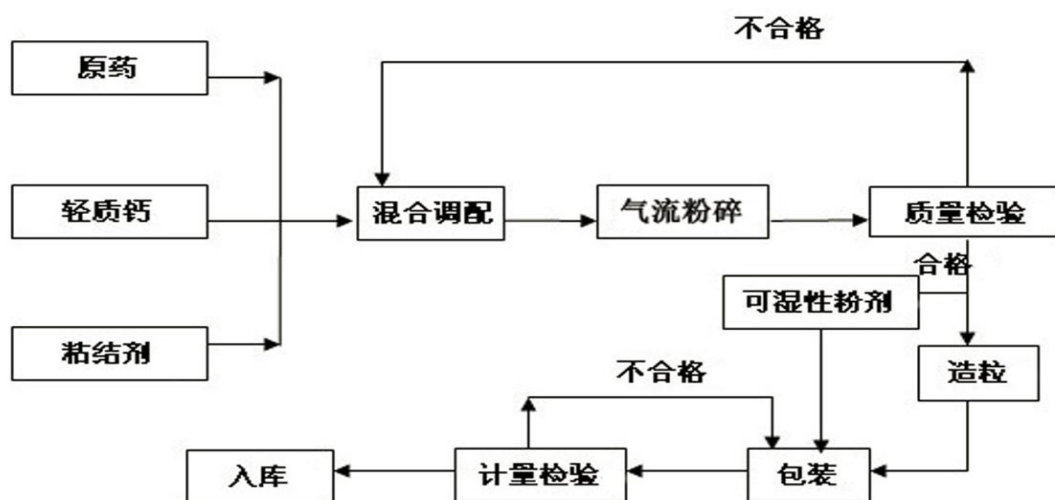 不合格
原药
轻质钙
混合调配
气流粉碎
质量检验
合格
可湿性粉剂
粘结剂
造粒
不合格
入库
计量检验
包装